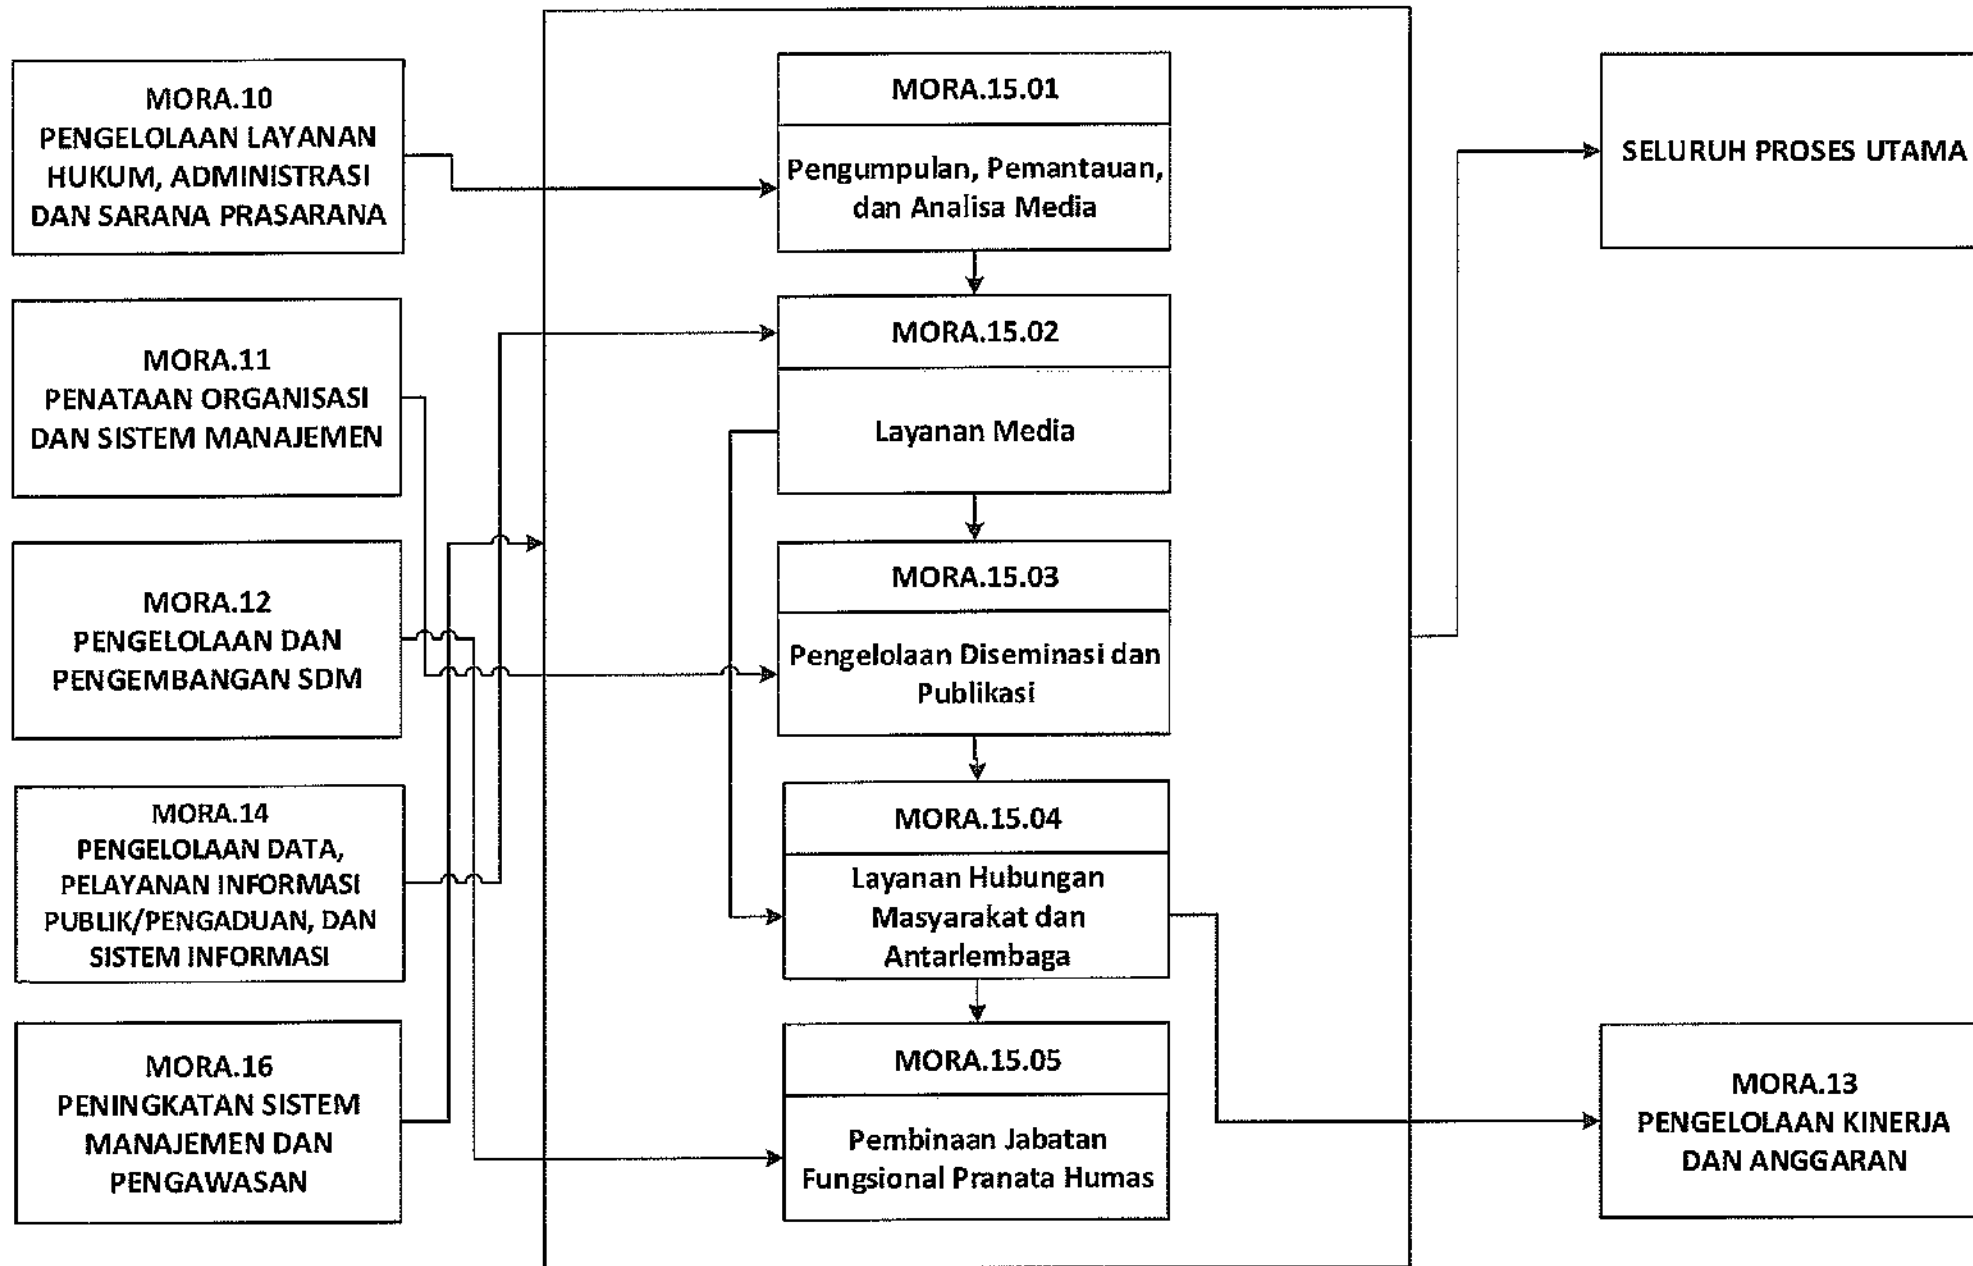 MORA.10
PENGELOLAAN LAYANAN
HUKUM, ADMINISTRASI
DAN SARANA PRASARANA
MORA.11
PENATAAN ORGANISASI
DAN SISTEM MANAJEMEN
MORA.12
PENGELOLAAN DAN
PENGEMBANGAN SDM
MORA.14
PENGELOLAAN DATA,
PELAYANAN INFORMASI
PUBLIK/PENGADUAN, DAN
SISTEM INFORMASI
MORA.16
PENINGKATAN SISTEM
MANAJEMEN DAN
PENGAWASAN
MORA.15.01
Pengumpulan, Pemantauan,
dan Analisa Media
MORA.15.02
Layanan Media
MORA.15.03
Pengelolaan Diseminasi dan
Publikasi
MORA.15.04
Layanan Hubungan
Masyarakat dan
Antarlembaga
MORA.15.05
Pembinaan Jabatan
Fungsional Pranata Humas
SELURUH PROSES UTAMA
MORA.13
PENGELOLAAN KINERJA
DAN ANGGARAN